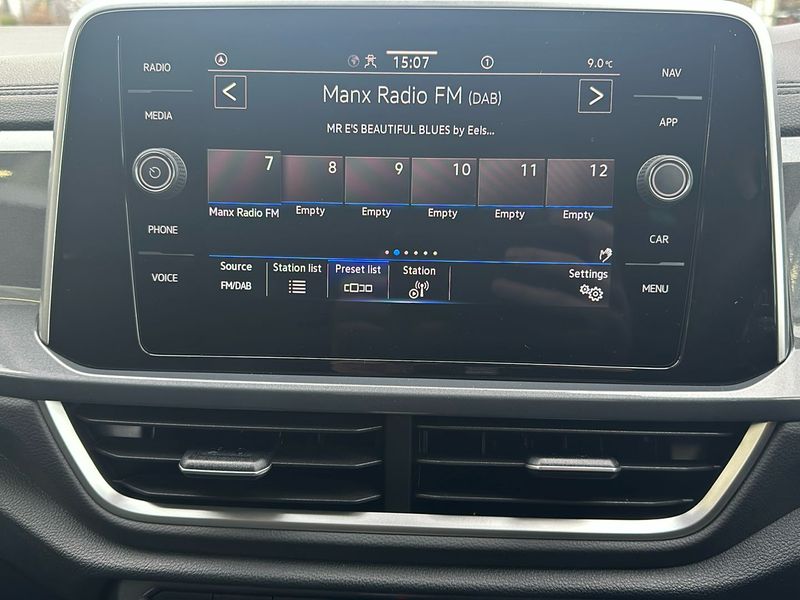 RADIO
MEDIA
PHONE
VOICE
15:07
1
9.0°C
Manx Radio FM (DAB)
MR E'S BEAUTIFUL BLUES by Eels...
7 8 9 10 11 12
Manx Radio FM Empty Empty Empty Empty Empty
Source Station list Preset list Station Settings
FM/DAB
NAV
APP
CAR
MENU